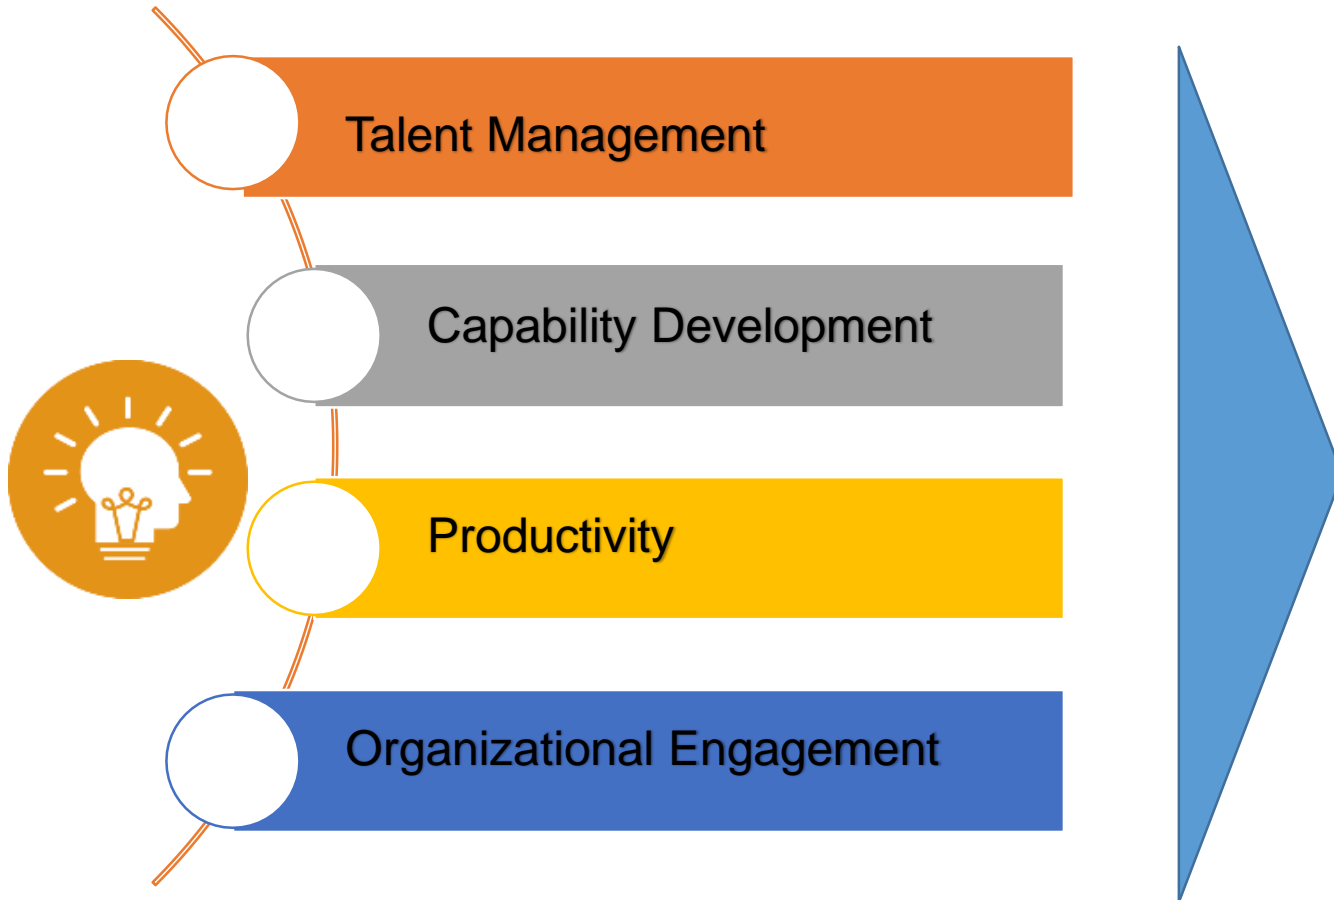 Talent Management
Capability Development
Productivity
Organizational Engagement